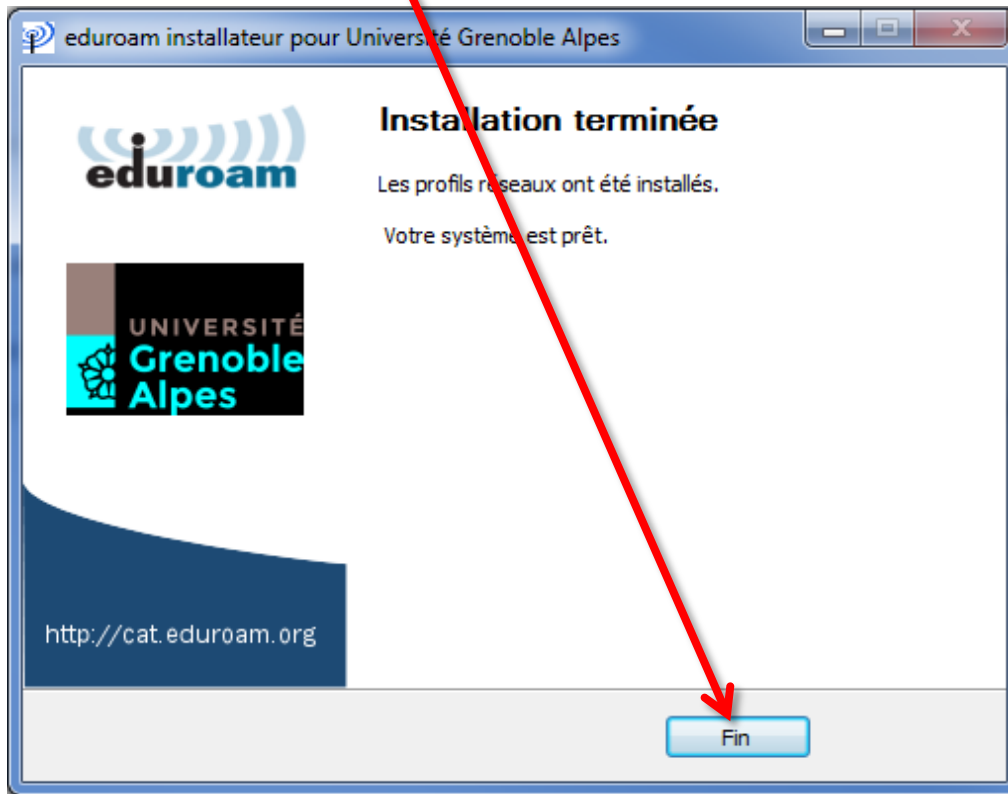 eduroam installateur pour Université Grenoble Alpes
eduroam
Installation terminée
Les profils réseaux ont été installés.
Votre système est prêt.
UNIVERSITÉ
Grenoble
Alpes
http://cat.eduroam.org
Fin